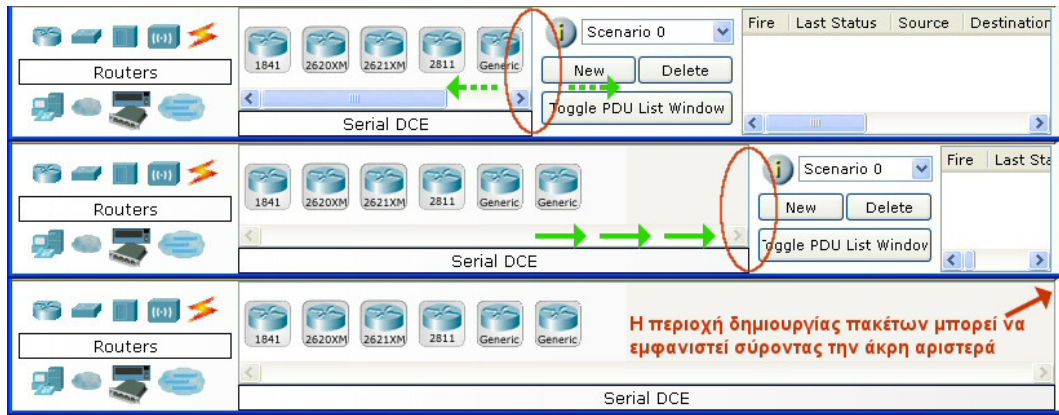 Routers
1841 2620XM 2621XM 2811 Generic
Serial DCE
i Scenario 0
New Delete
Toggle PDU List Window
Fire Last Status Source Destination
Routers
1841 2620XM 2621XM 2811 Generic Generic
Serial DCE
i Scenario 0
New Delete
Toggle PDU List Window
Fire Last Sta
Routers
1841 2620XM 2621XM 2811 Generic Generic
Η περιοχή δημιουργίας πακέτων μπορεί να
εμφανιστεί σύροντας την άκρη αριστερά
Serial DCE